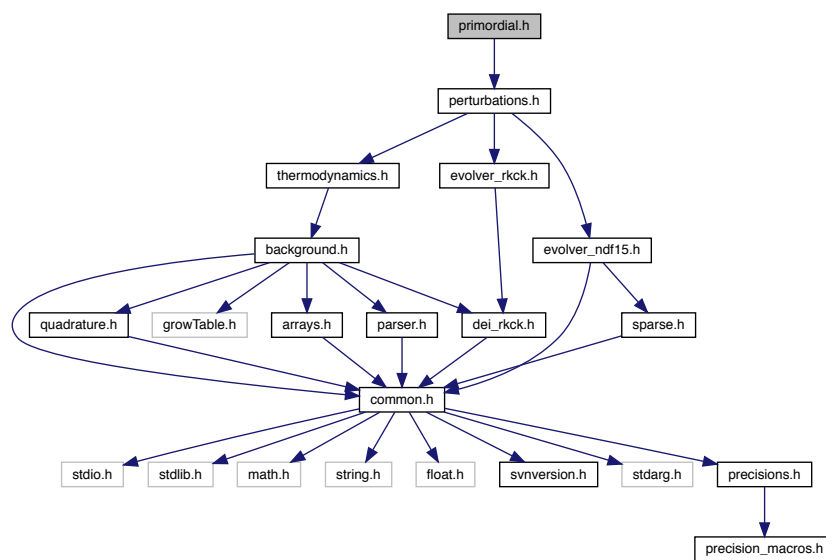 primordial.h
perturbations.h
thermodynamics.h
evolver_rkck.h
background.h
evolver_ndf15.h
quadrature.h
growTable.h
arrays.h
parser.h
dei_rkck.h
sparse.h
common.h
stdio.h
stdlib.h
math.h
string.h
float.h
svnversion.h
stdarg.h
precisions.h
precision_macros.h